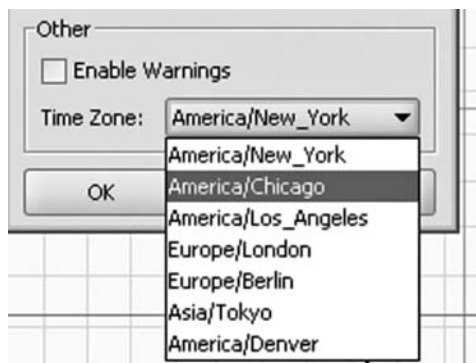 Other
Enable Warnings
Time Zone: America/New_York
America/New_York
OK America/Chicago
America/Los_Angeles
Europe/London
Europe/Berlin
Asia/Tokyo
America/Denver